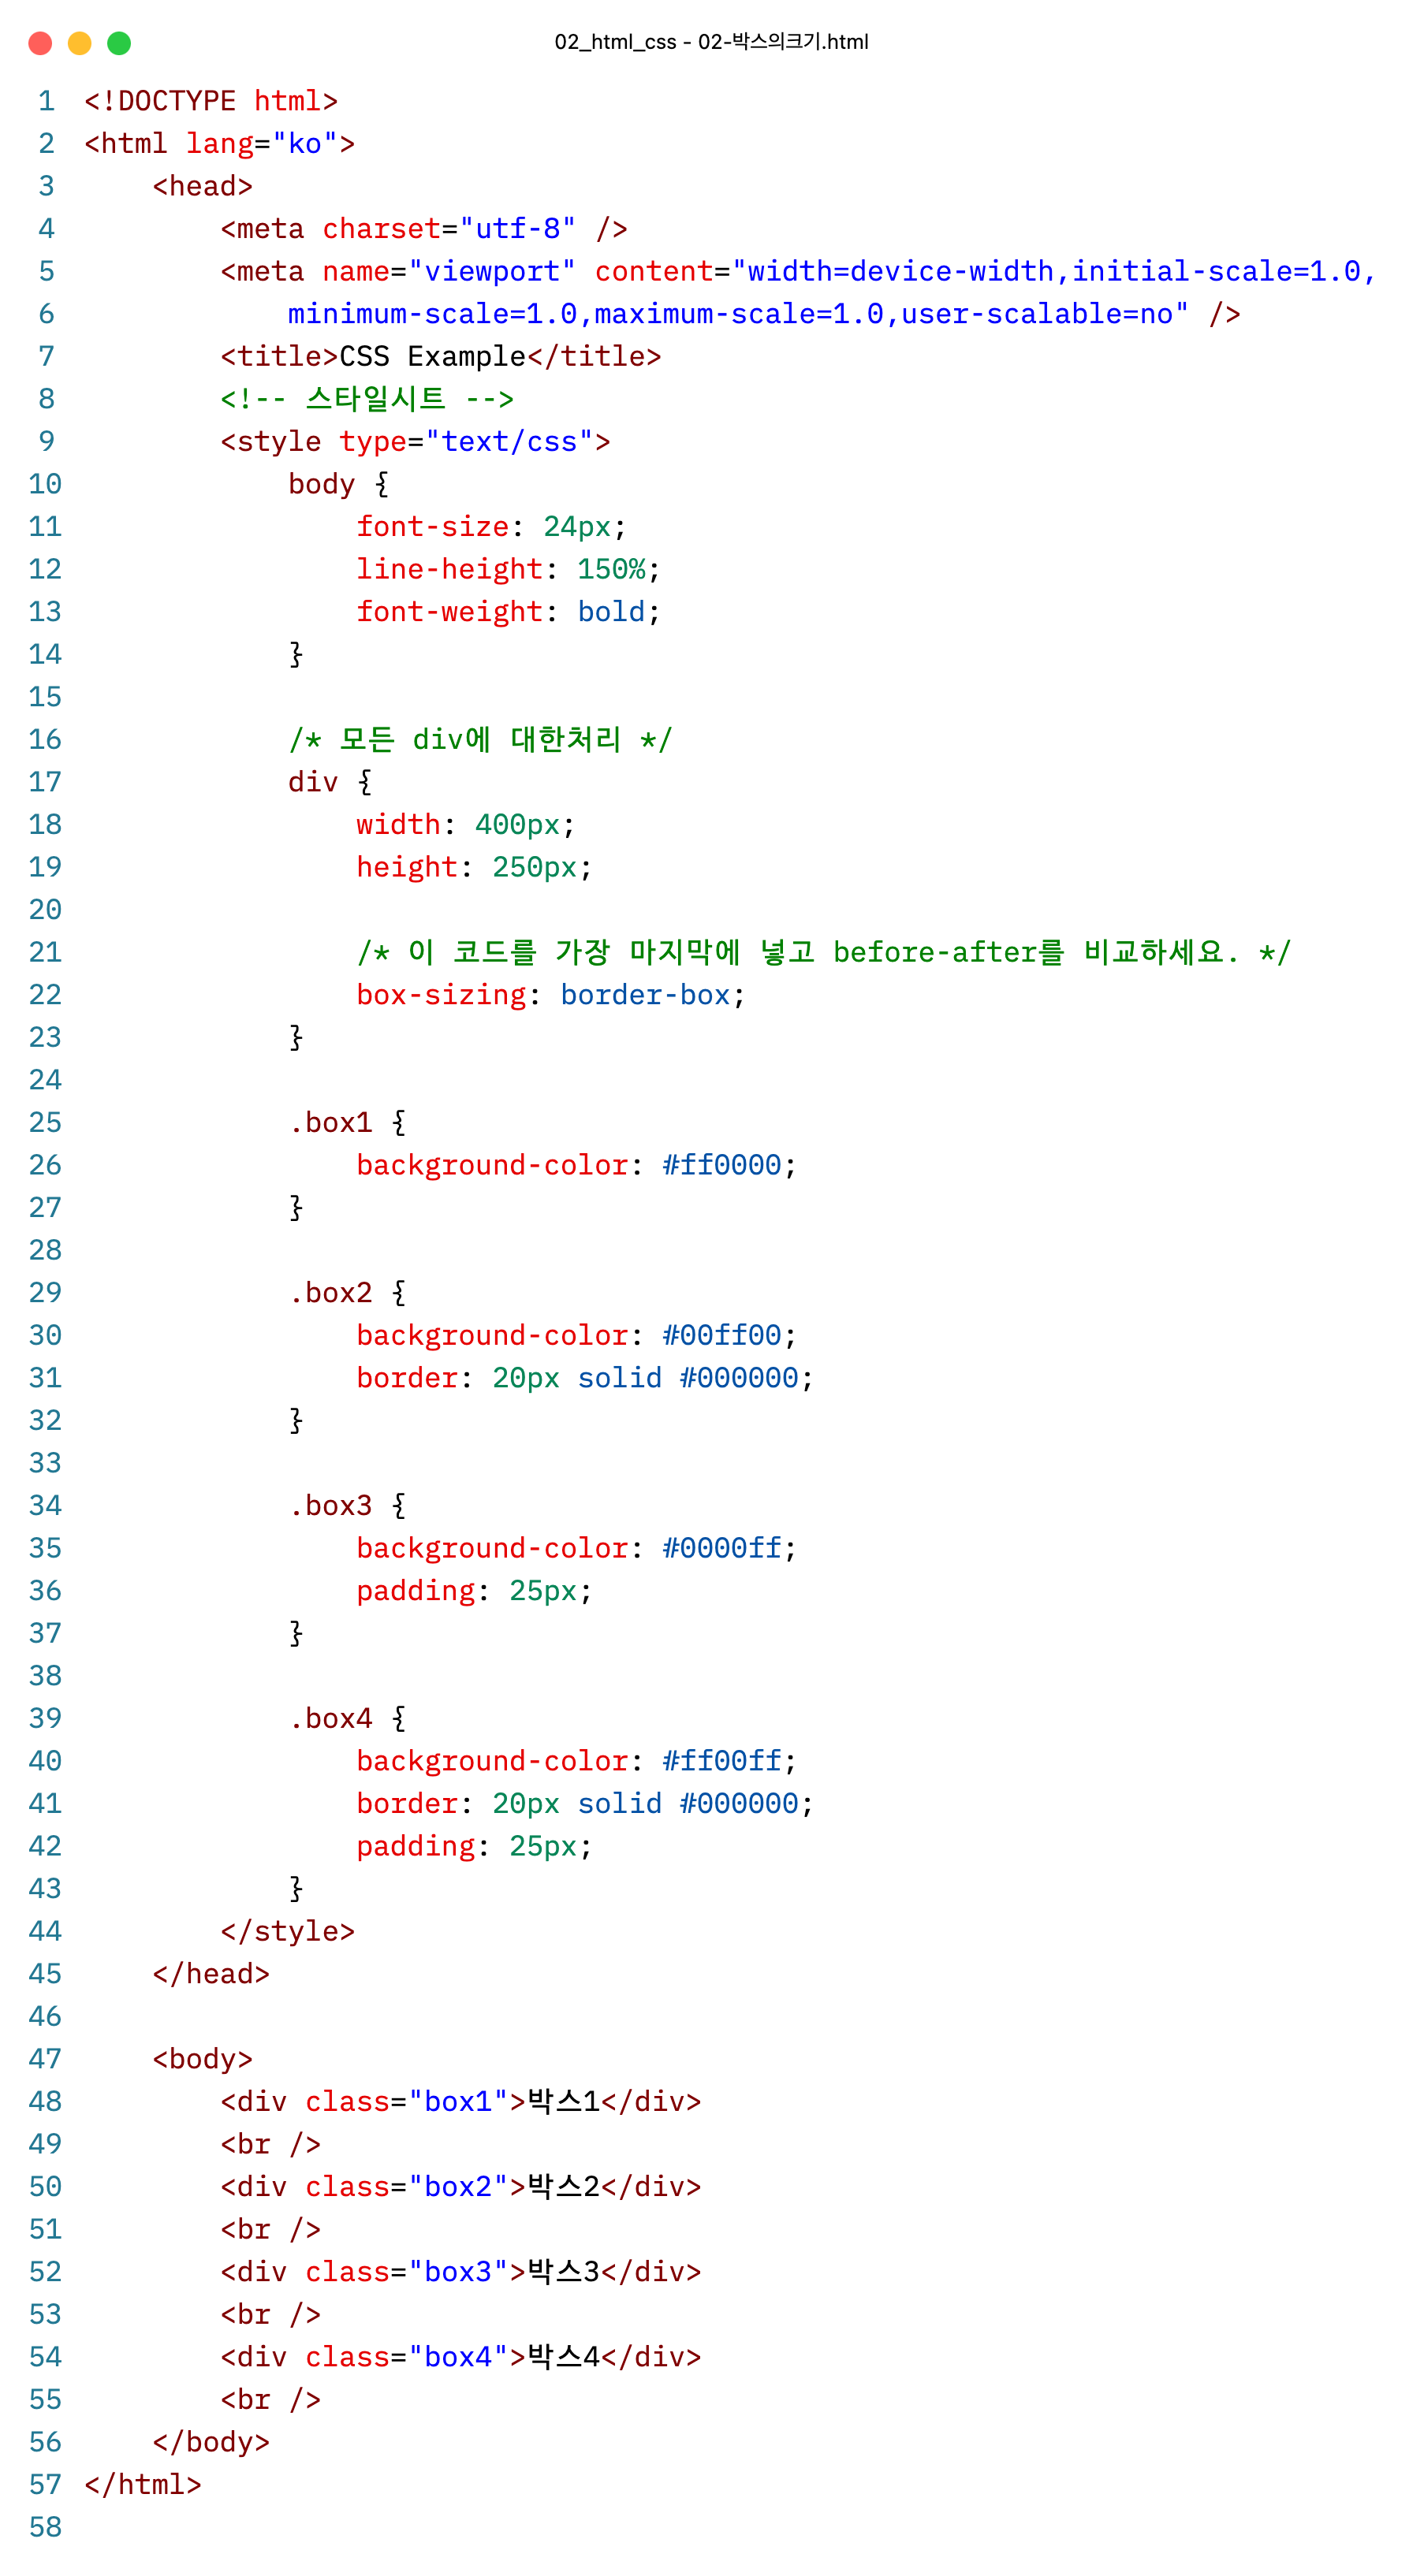 02_html_css - 02-박스의크기.html
1 <!DOCTYPE html>
2 <html lang="ko">
3     <head>
4         <meta charset="utf-8" />
5         <meta name="viewport" content="width=device-width,initial-scale=1.0,
6             minimum-scale=1.0,maximum-scale=1.0,user-scalable=no" />
7         <title>CSS Example</title>
8         <!-- 스타일시트 -->
9         <style type="text/css">
10             body {
11                 font-size: 24px;
12                 line-height: 150%;
13                 font-weight: bold;
14             }
15
16             /* 모든 div에 대한처리 */
17             div {
18                 width: 400px;
19                 height: 250px;
20
21                 /* 이 코드를 가장 마지막에 넣고 before-after를 비교하세요. */
22                 box-sizing: border-box;
23             }
24
25             .box1 {
26                 background-color: #ff0000;
27             }
28
29             .box2 {
30                 background-color: #00ff00;
31                 border: 20px solid #000000;
32             }
33
34             .box3 {
35                 background-color: #0000ff;
36                 padding: 25px;
37             }
38
39             .box4 {
40                 background-color: #ff00ff;
41                 border: 20px solid #000000;
42                 padding: 25px;
43             }
44         </style>
45     </head>
46
47     <body>
48         <div class="box1">박스1</div>
49         <br />
50         <div class="box2">박스2</div>
51         <br />
52         <div class="box3">박스3</div>
53         <br />
54         <div class="box4">박스4</div>
55         <br />
56     </body>
57 </html>
58